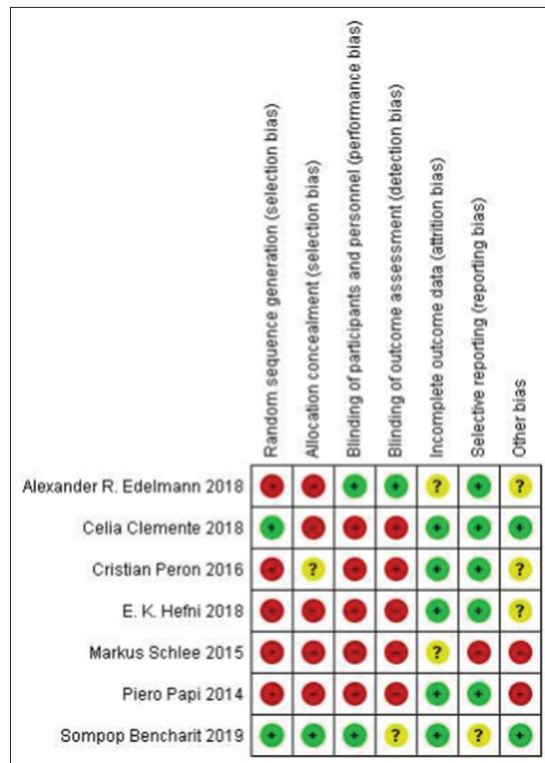 Random sequence generation (selection bias)
Allocation concealment (selection bias)
Blinding of participants and personnel (performance bias)
Blinding of outcome assessment (detection bias)
Incomplete outcome data (attrition bias)
Selective reporting (reporting bias)
Other bias
Alexander R. Edelmann 2018 - - + + ? + ?
Celia Clemente 2018 + - - - + + +
Cristian Peron 2016 - ? - - + + ?
E. K. Hefni 2018 - - - - + + ?
Markus Schlee 2015 - - - - ? - -
Piero Papi 2014 - - - - + + -
Sompop Bencharit 2019 + + + ? + ? +